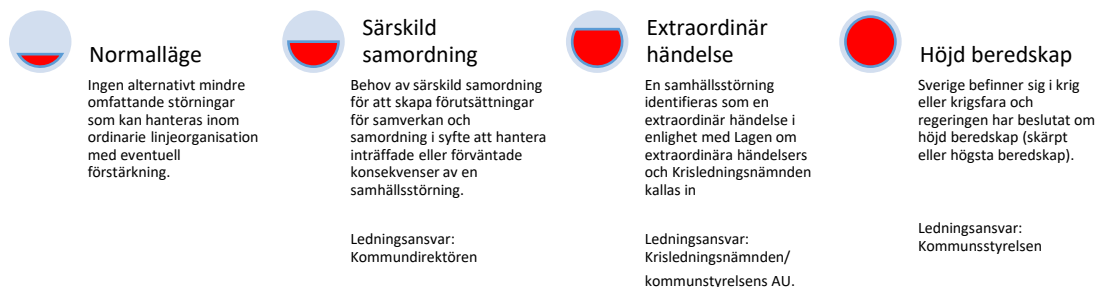 Normalläge
Ingen alternativt mindre
omfattande störningar
som kan hanteras inom
ordinarie linjeorganisation
med eventuell
förstärkning.
Särskild
samordning
Behov av särskild samordning
för att skapa förutsättningar
för samverkan och
samordning i syfte att hantera
inträffade eller förväntade
konsekvenser av en
samhällsstörning.
Ledningsansvar:
Kommundirektören
Extraordinär
händelse
En samhällsstörning
identifieras som en
extraordinär händelse i
enlighet med Lagen om
extraordinära händelsers
och Krisledningsnämnden
kallas in
Ledningsansvar:
Krisledningsnämnden/
kommunstyrelsens AU.
Höjd beredskap
Sverige befinner sig i krig
eller krigsfara och
regeringen har beslutat om
höjd beredskap (skärpt
eller högsta beredskap).
Ledningsansvar:
Kommunsstyrelsen